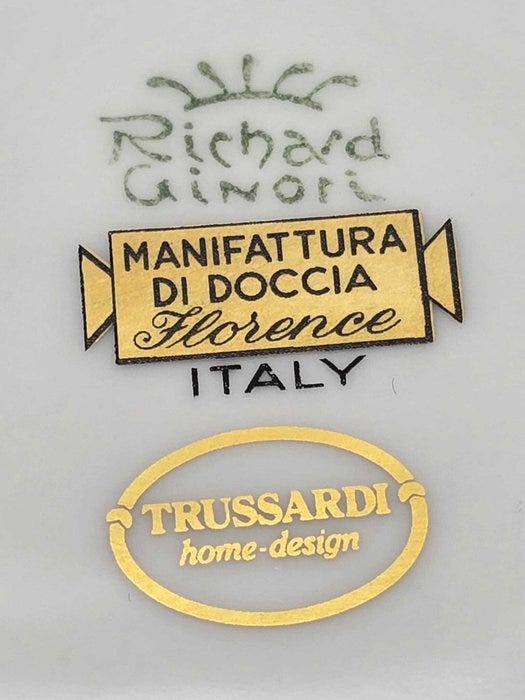 Richard
Ginori
MANIFATTURA
DI DOCCIA
Florence
ITALY
TRUSSARDI
home-design